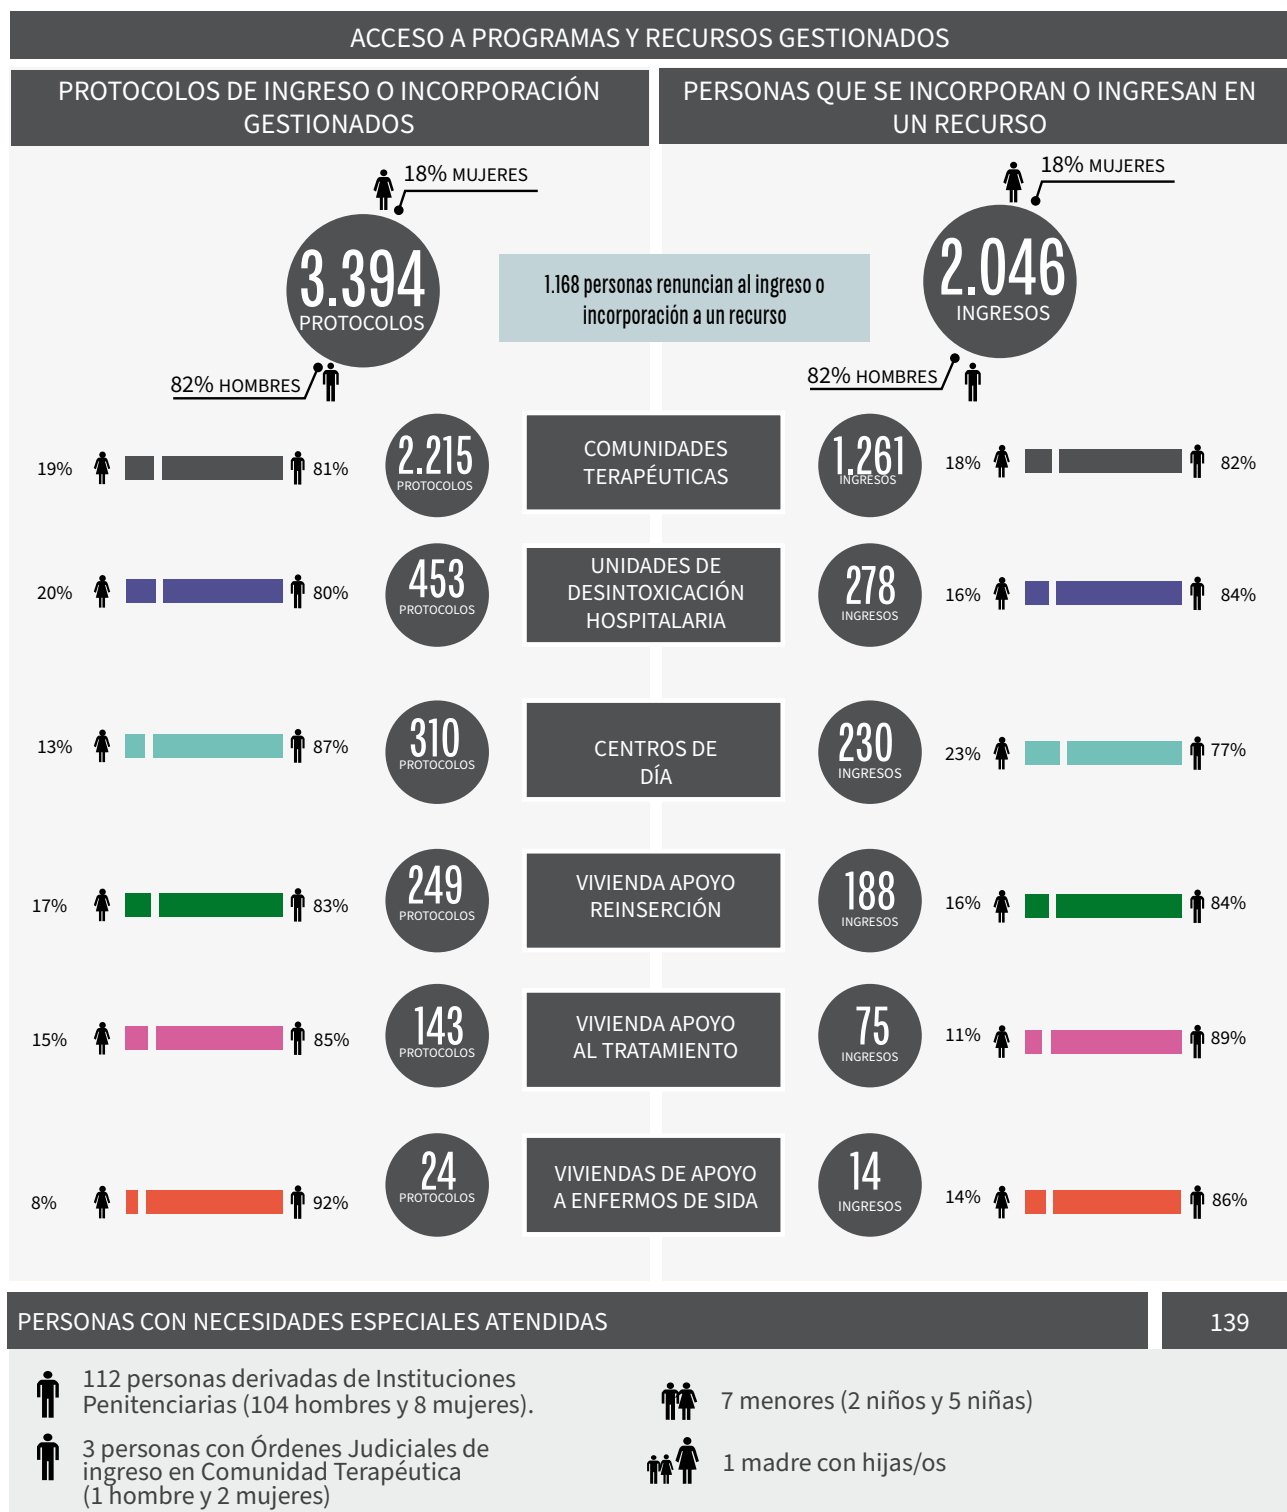 ACCESO A PROGRAMAS Y RECURSOS GESTIONADOS
PROTOCOLOS DE INGRESO O INCORPORACIÓN
GESTIONADOS
PERSONAS QUE SE INCORPORAN O INGRESAN EN
UN RECURSO
18% MUJERES
3.394
PROTOCOLOS
82% HOMBRES
1.168 personas renuncian al ingreso o
incorporación a un recurso
18% MUJERES
2.046
INGRESOS
82% HOMBRES
19%
81%
2.215
PROTOCOLOS
COMUNIDADES
TERAPÉUTICAS
1.261
INGRESOS
18%
82%
20%
80%
453
PROTOCOLOS
UNIDADES DE
DESINTOXICACIÓN
HOSPITALARIA
278
INGRESOS
16%
84%
13%
87%
310
PROTOCOLOS
CENTROS DE
DÍA
230
INGRESOS
23%
77%
17%
83%
249
PROTOCOLOS
VIVIENDA APOYO
REINSERCIÓN
188
INGRESOS
16%
84%
15%
85%
143
PROTOCOLOS
VIVIENDA APOYO
AL TRATAMIENTO
75
INGRESOS
11%
89%
8%
92%
24
PROTOCOLOS
VIVIENDAS DE APOYO
A ENFERMOS DE SIDA
14
INGRESOS
14%
86%
PERSONAS CON NECESIDADES ESPECIALES ATENDIDAS
139
112 personas derivadas de Instituciones
Penitenciarias (104 hombres y 8 mujeres).
3 personas con Órdenes Judiciales de
ingreso en Comunidad Terapéutica
(1 hombre y 2 mujeres)
7 menores (2 niños y 5 niñas)
1 madre con hijas/os